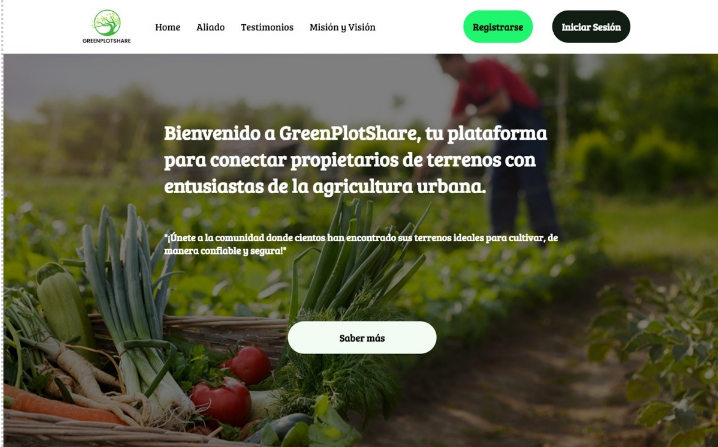 GREENPLOTSHARE
Home Aliado Testimonios Misión y Visión Registrarse Iniciar Sesión
Bienvenido a GreenPlotShare, tu plataforma
para conectar propietarios de terrenos con
entusiastas de la agricultura urbana.
"¡Únete a la comunidad donde cientos han encontrado sus terrenos ideales para cultivar, de
manera confiable y segura!"
Saber más